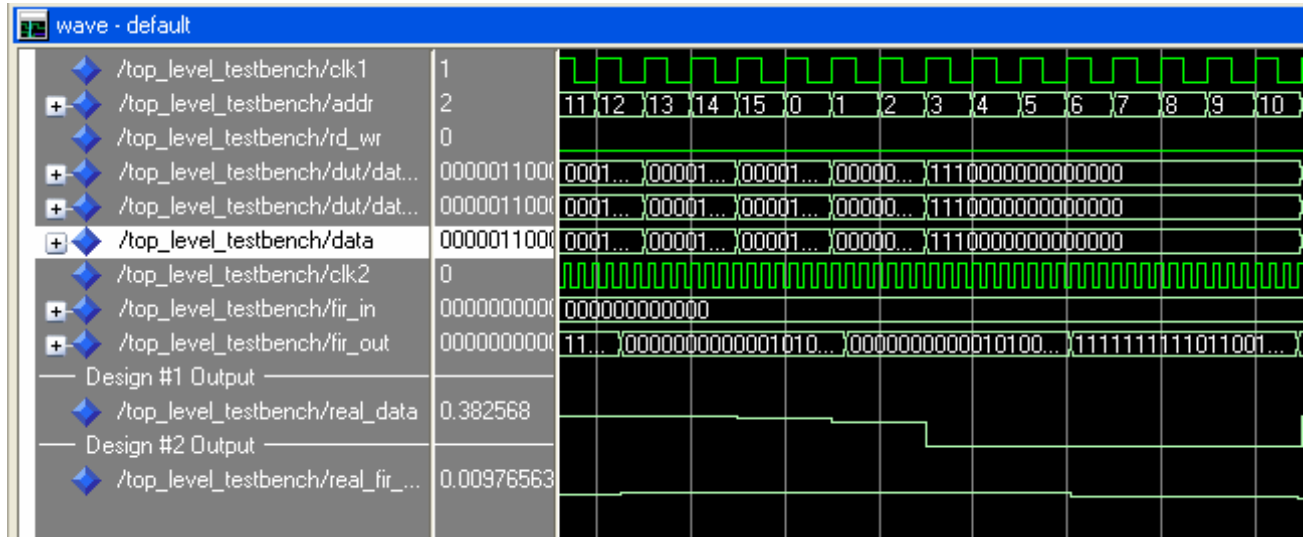 wave - default
/top_level_testbench/clk1 1
/top_level_testbench/addr 2 11 12 13 14 15 0 1 2 3 4 5 6 7 8 9 10
/top_level_testbench/rd_wr 0
/top_level_testbench/dut/dat... 0000011000 0001... 00001... 00001... 00000... 1110000000000000
/top_level_testbench/dut/dat... 0000011000 0001... 00001... 00001... 00000... 1110000000000000
/top_level_testbench/data 0000011000 0001... 00001... 00001... 00000... 1110000000000000
/top_level_testbench/clk2 0
/top_level_testbench/fir_in 0000000000 000000000000
/top_level_testbench/fir_out 0000000000 11... 0000000000001010... 0000000000010100... 1111111111011001...
Design #1 Output
/top_level_testbench/real_data 0.382568
Design #2 Output
/top_level_testbench/real_fir_... 0.00976563